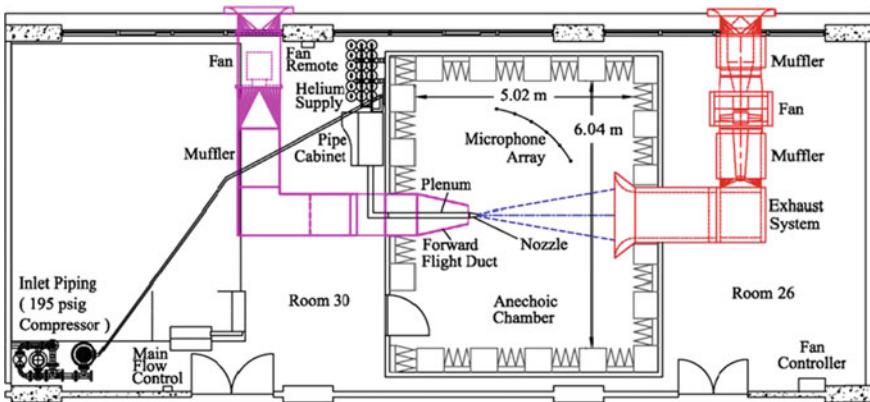 Fan
Fan
Remote
Helium
Supply
Muffler
Pipe
Cabinet
5.02 m
6.04 m
Microphone
Array
Muffler
Fan
Muffler
Plenum
Exhaust
System
Nozzle
Forward
Flight Duct
Inlet Piping
( 195 psig
Compressor )
Room 30
Anechoic
Chamber
Room 26
Main
Flow
Control
Fan
Controller